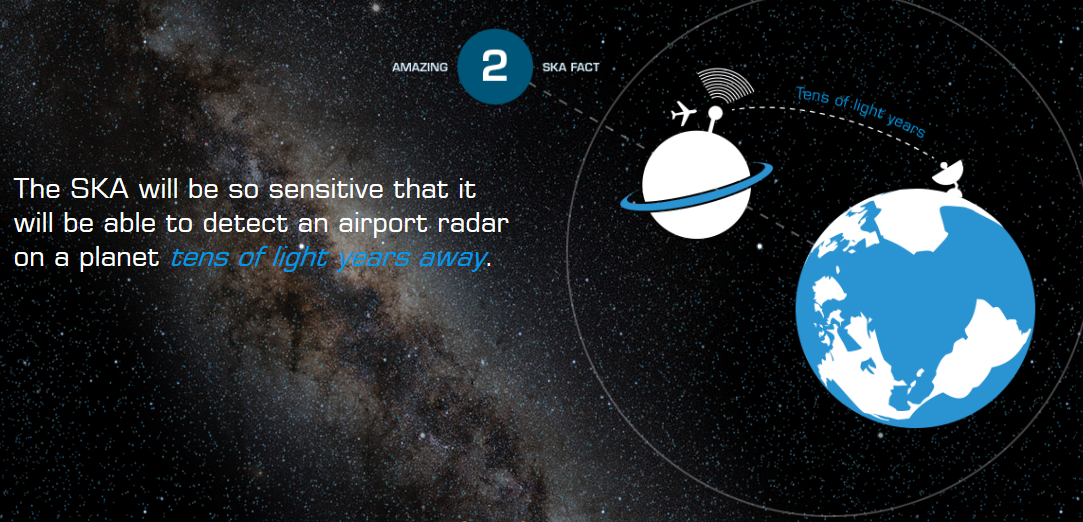 AMAZING 2 SKA FACT
Tens of light years
The SKA will be so sensitive that it
will be able to detect an airport radar
on a planet tens of light years away.